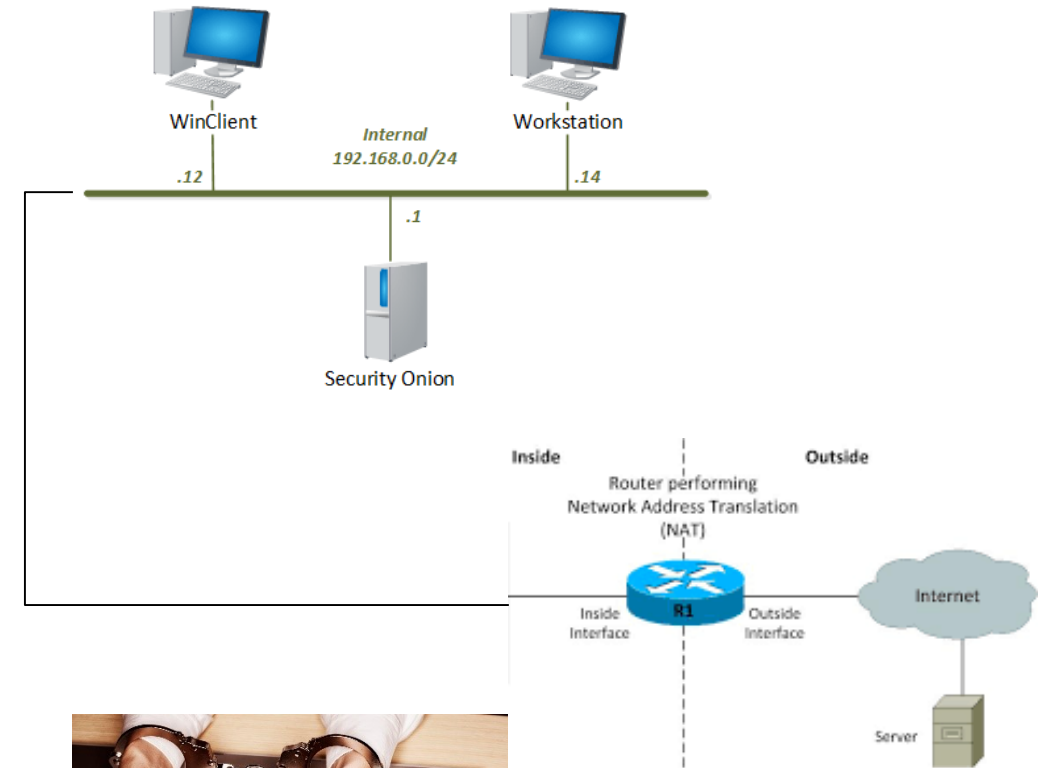 WinClient
Workstation
Internal
192.168.0.0/24
.12
.14
.1
Security Onion
Inside
Outside
Router performing
Network Address Translation
(NAT)
R1
Internet
Inside
Interface
Outside
Interface
Server